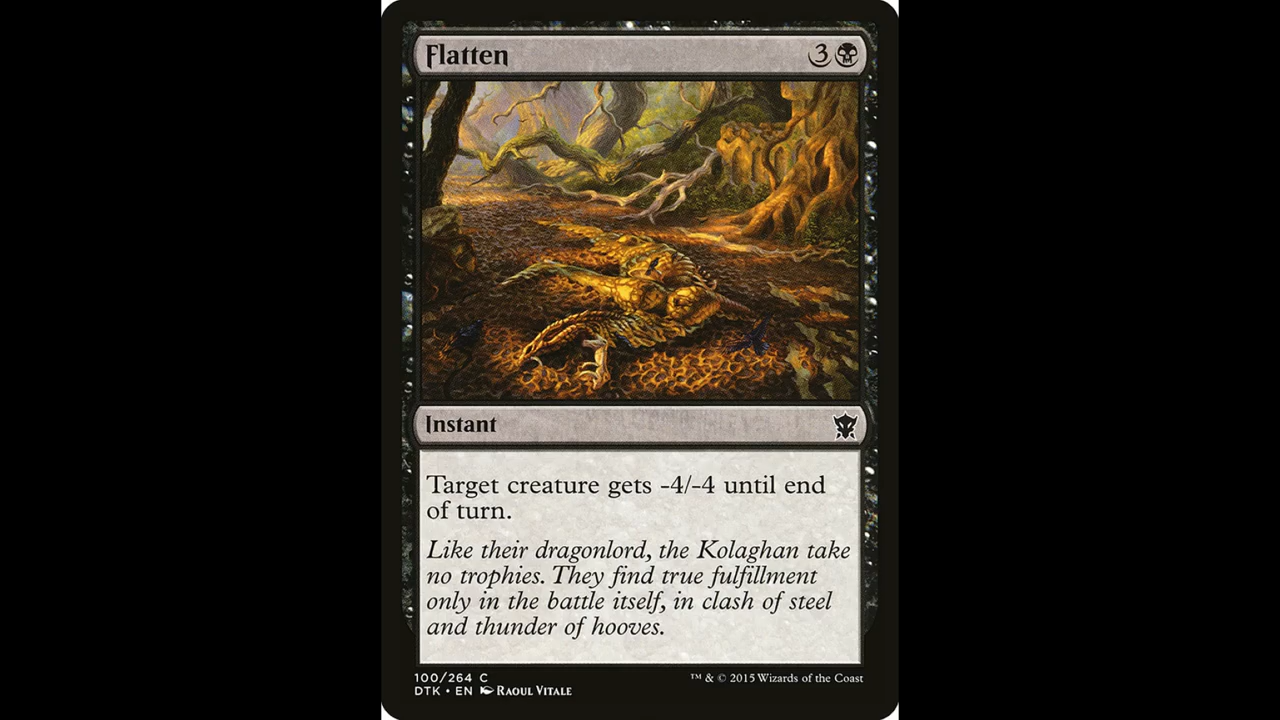 Flatten
3
Instant
Target creature gets -4/-4 until end
of turn.
Like their dragonlord, the Kolaghan take
no trophies. They find true fulfillment
only in the battle itself, in clash of steel
and thunder of hooves.
100/264 C
DTK • EN Raoul Vitale
™ & © 2015 Wizards of the Coast